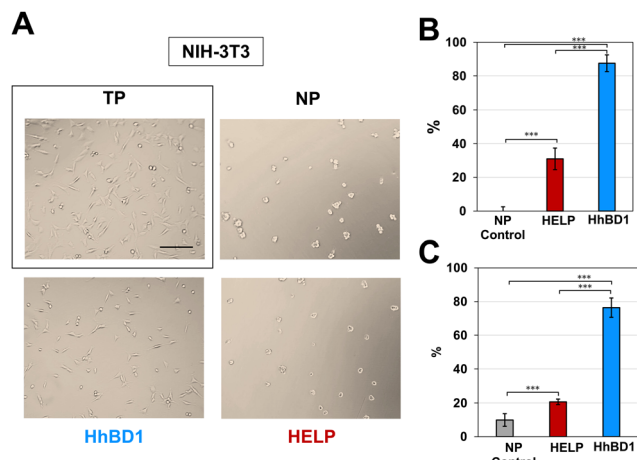 A
NIH-3T3
TP
NP
HhBD1
HELP
B
100
80
60
40
20
0
%
***
***
***
NP
Control
HELP
HhBD1
C
100
80
60
40
20
0
%
***
***
***
NP
Control
HELP
HhBD1